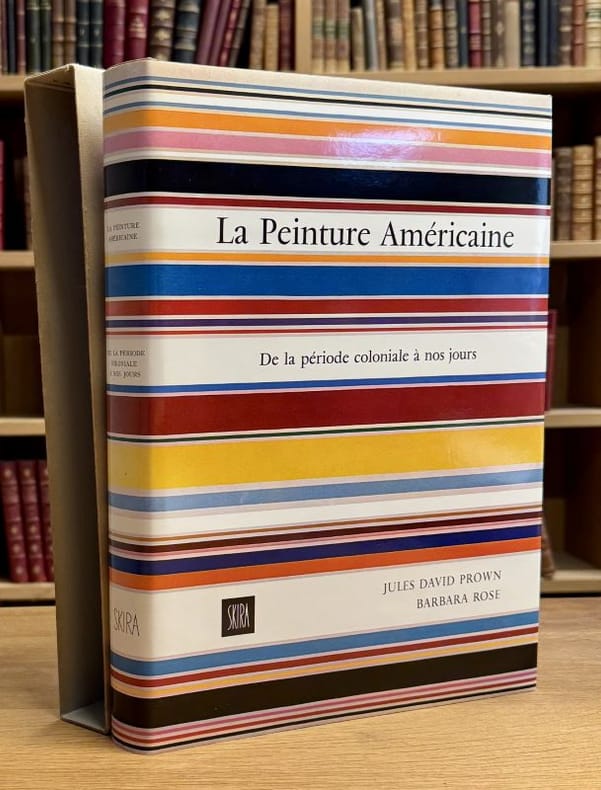 La Peinture Américaine
De la période coloniale à nos jours
JULES DAVID PROWN
BARBARA ROSE
SKIRA
LA PEINTURE
AMÉRICAINE
DE LA PÉRIODE
COLONIALE
À NOS JOURS
SKIRA